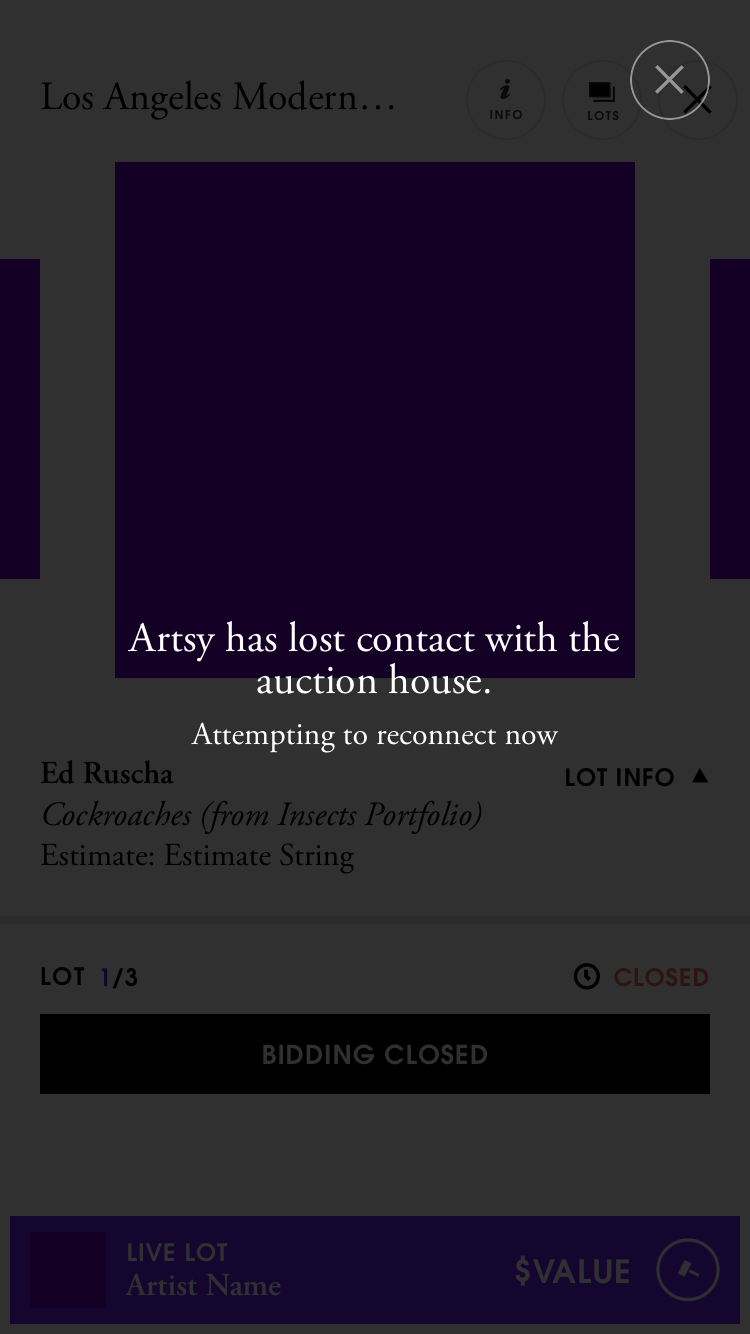 Los Angeles Modern…
INFO
LOTS
Artsy has lost contact with the
auction house.
Attempting to reconnect now
Ed Ruscha
LOT INFO
Cockroaches (from Insects Portfolio)
Estimate: Estimate String
LOT 1/3
CLOSED
BIDDING CLOSED
LIVE LOT
Artist Name
$VALUE